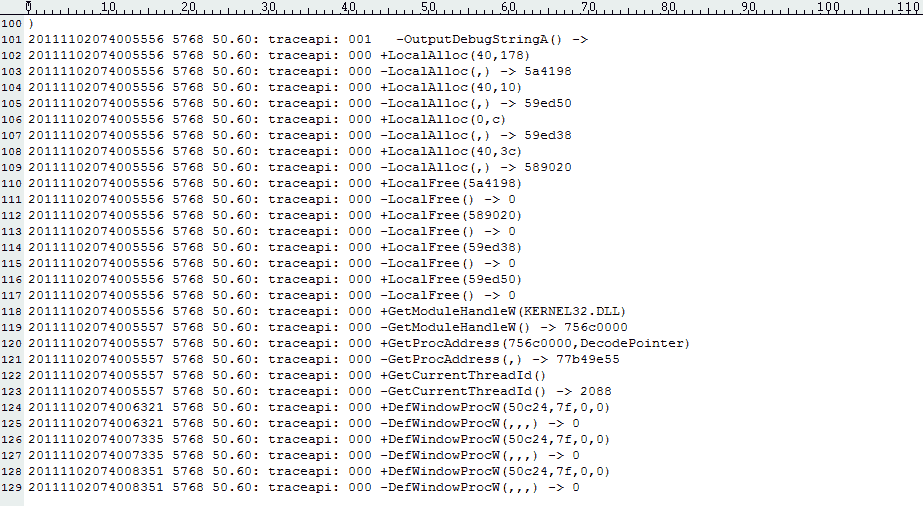 0 10 20 30 40 50 60 70 80 90 100 110
100 )
101 20111102074005556 5768 50.60: traceapi: 001   -OutputDebugStringA() ->
102 20111102074005556 5768 50.60: traceapi: 000 +LocalAlloc(40,178)
103 20111102074005556 5768 50.60: traceapi: 000 -LocalAlloc(,) -> 5a4198
104 20111102074005556 5768 50.60: traceapi: 000 +LocalAlloc(40,10)
105 20111102074005556 5768 50.60: traceapi: 000 -LocalAlloc(,) -> 59ed50
106 20111102074005556 5768 50.60: traceapi: 000 +LocalAlloc(0,c)
107 20111102074005556 5768 50.60: traceapi: 000 -LocalAlloc(,) -> 59ed38
108 20111102074005556 5768 50.60: traceapi: 000 +LocalAlloc(40,3c)
109 20111102074005556 5768 50.60: traceapi: 000 -LocalAlloc(,) -> 589020
110 20111102074005556 5768 50.60: traceapi: 000 +LocalFree(5a4198)
111 20111102074005556 5768 50.60: traceapi: 000 -LocalFree() -> 0
112 20111102074005556 5768 50.60: traceapi: 000 +LocalFree(589020)
113 20111102074005556 5768 50.60: traceapi: 000 -LocalFree() -> 0
114 20111102074005556 5768 50.60: traceapi: 000 +LocalFree(59ed38)
115 20111102074005556 5768 50.60: traceapi: 000 -LocalFree() -> 0
116 20111102074005556 5768 50.60: traceapi: 000 +LocalFree(59ed50)
117 20111102074005556 5768 50.60: traceapi: 000 -LocalFree() -> 0
118 20111102074005556 5768 50.60: traceapi: 000 +GetModuleHandleW(KERNEL32.DLL)
119 20111102074005557 5768 50.60: traceapi: 000 -GetModuleHandleW() -> 756c0000
120 20111102074005557 5768 50.60: traceapi: 000 +GetProcAddress(756c0000,DecodePointer)
121 20111102074005557 5768 50.60: traceapi: 000 -GetProcAddress(,) -> 77b49e55
122 20111102074005557 5768 50.60: traceapi: 000 +GetCurrentThreadId()
123 20111102074005557 5768 50.60: traceapi: 000 -GetCurrentThreadId() -> 2088
124 20111102074006321 5768 50.60: traceapi: 000 +DefWindowProcW(50c24,7f,0,0)
125 20111102074006321 5768 50.60: traceapi: 000 -DefWindowProcW(,,,) -> 0
126 20111102074007335 5768 50.60: traceapi: 000 +DefWindowProcW(50c24,7f,0,0)
127 20111102074007335 5768 50.60: traceapi: 000 -DefWindowProcW(,,,) -> 0
128 20111102074008351 5768 50.60: traceapi: 000 +DefWindowProcW(50c24,7f,0,0)
129 20111102074008351 5768 50.60: traceapi: 000 -DefWindowProcW(,,,) -> 0